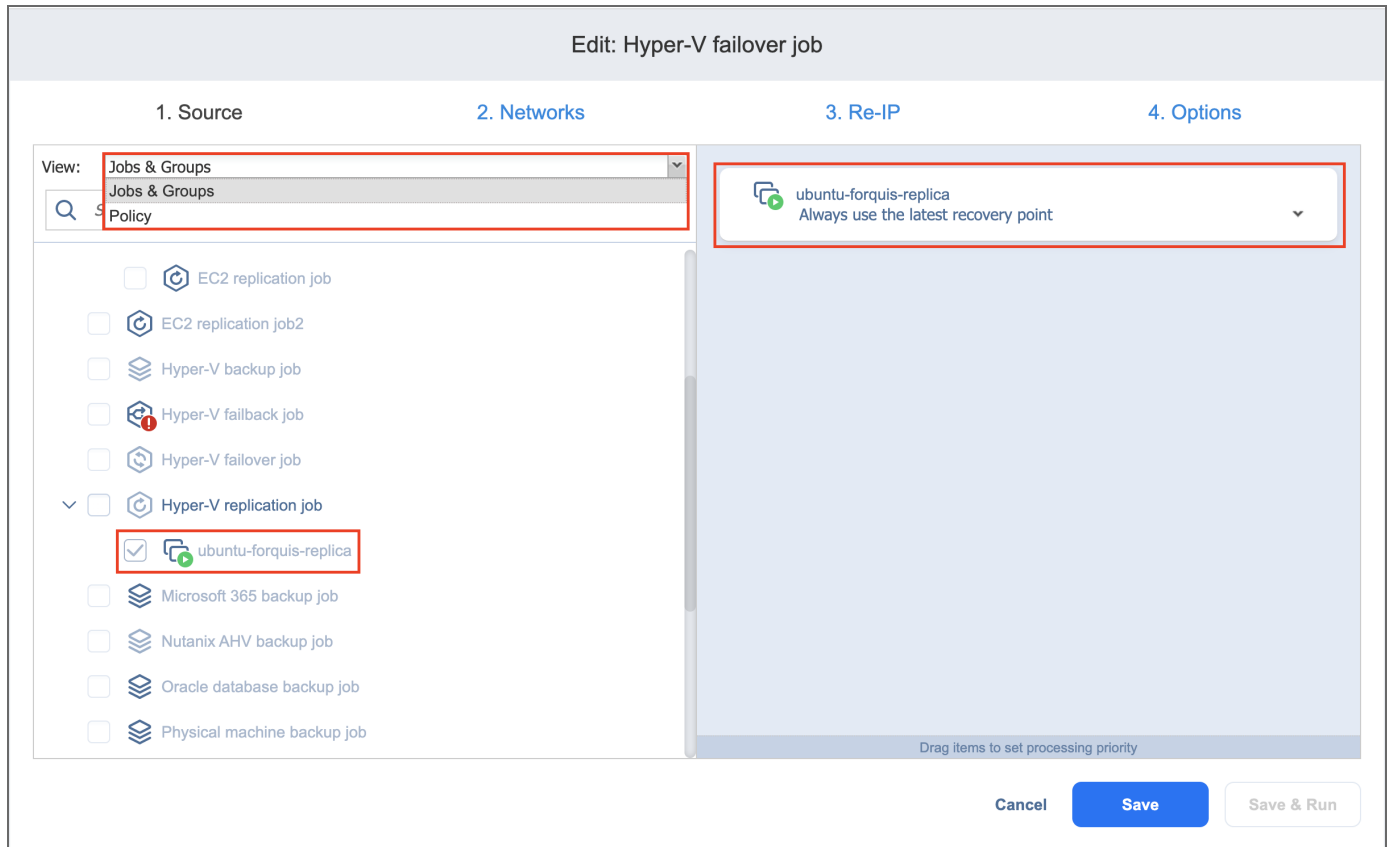 Edit: Hyper-V failover job
1. Source
2. Networks
3. Re-IP
4. Options
View:
Jobs & Groups
Jobs & Groups
Policy
EC2 replication job
EC2 replication job2
Hyper-V backup job
Hyper-V failback job
Hyper-V failover job
Hyper-V replication job
ubuntu-forquis-replica
Microsoft 365 backup job
Nutanix AHV backup job
Oracle database backup job
Physical machine backup job
ubuntu-forquis-replica
Always use the latest recovery point
Drag items to set processing priority
Cancel
Save
Save & Run